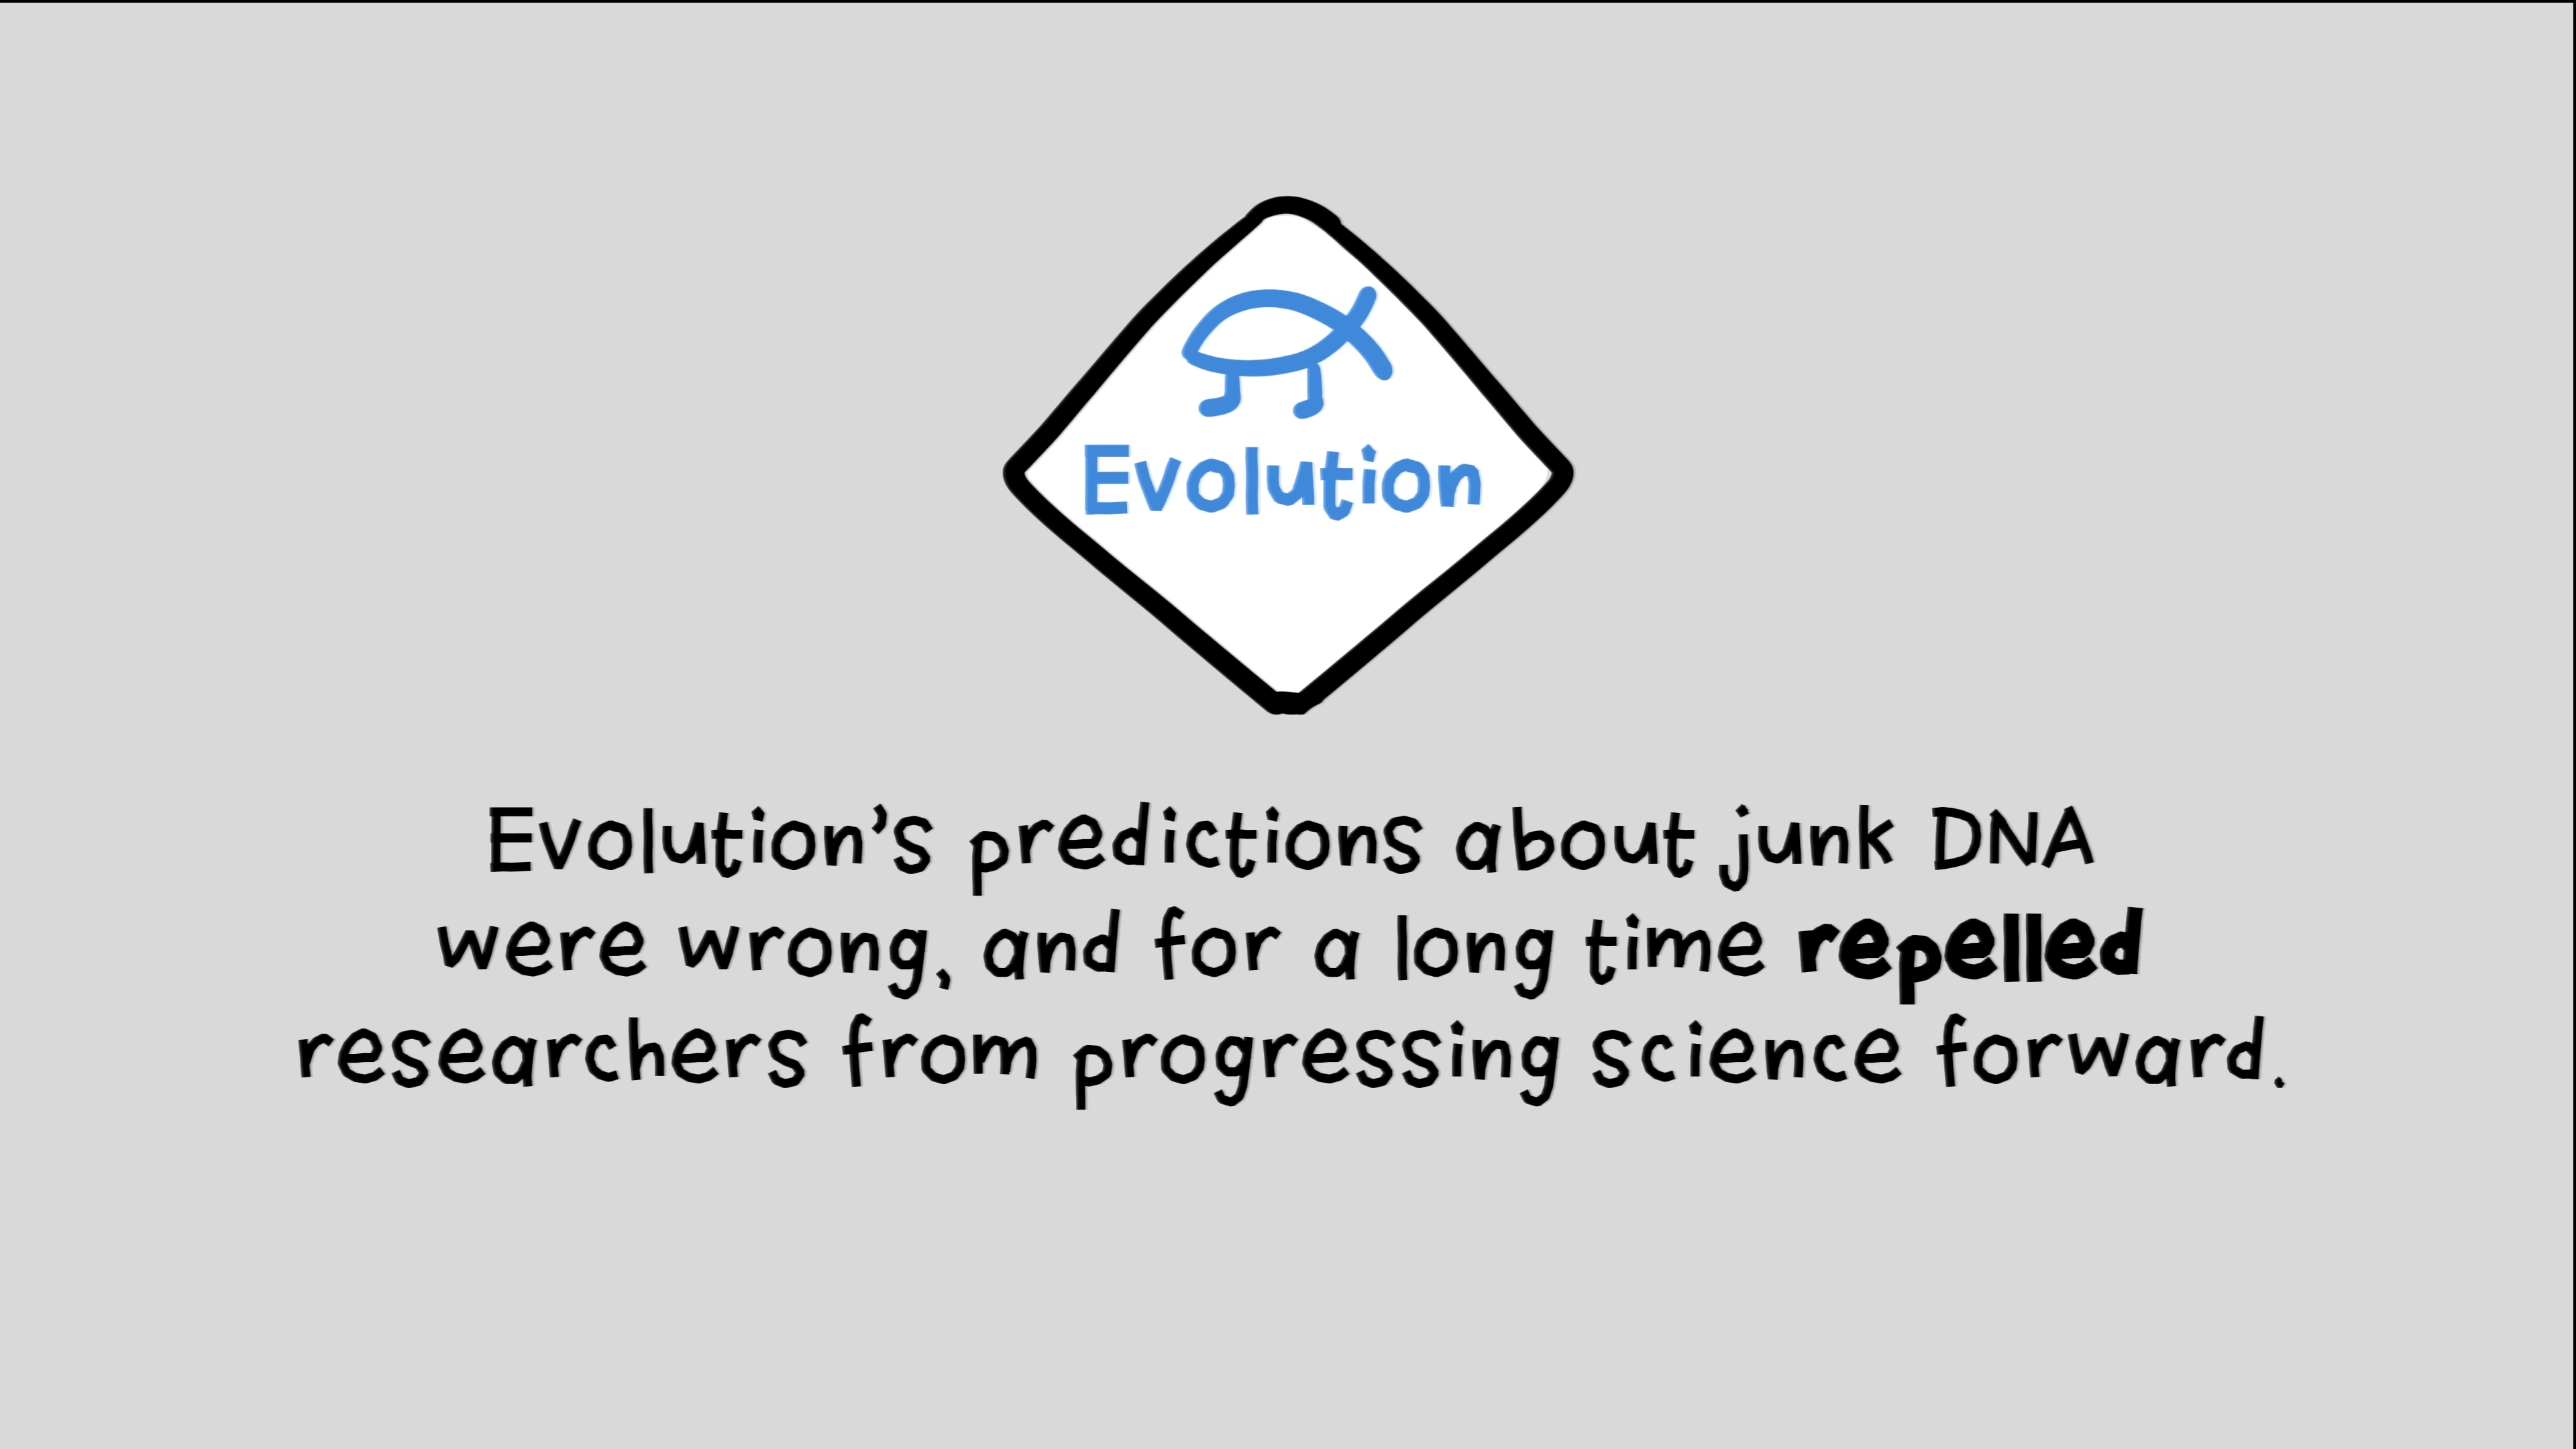 Evolution
Evolution's predictions about junk DNA
were wrong, and for a long time repelled
researchers from progressing science forward.